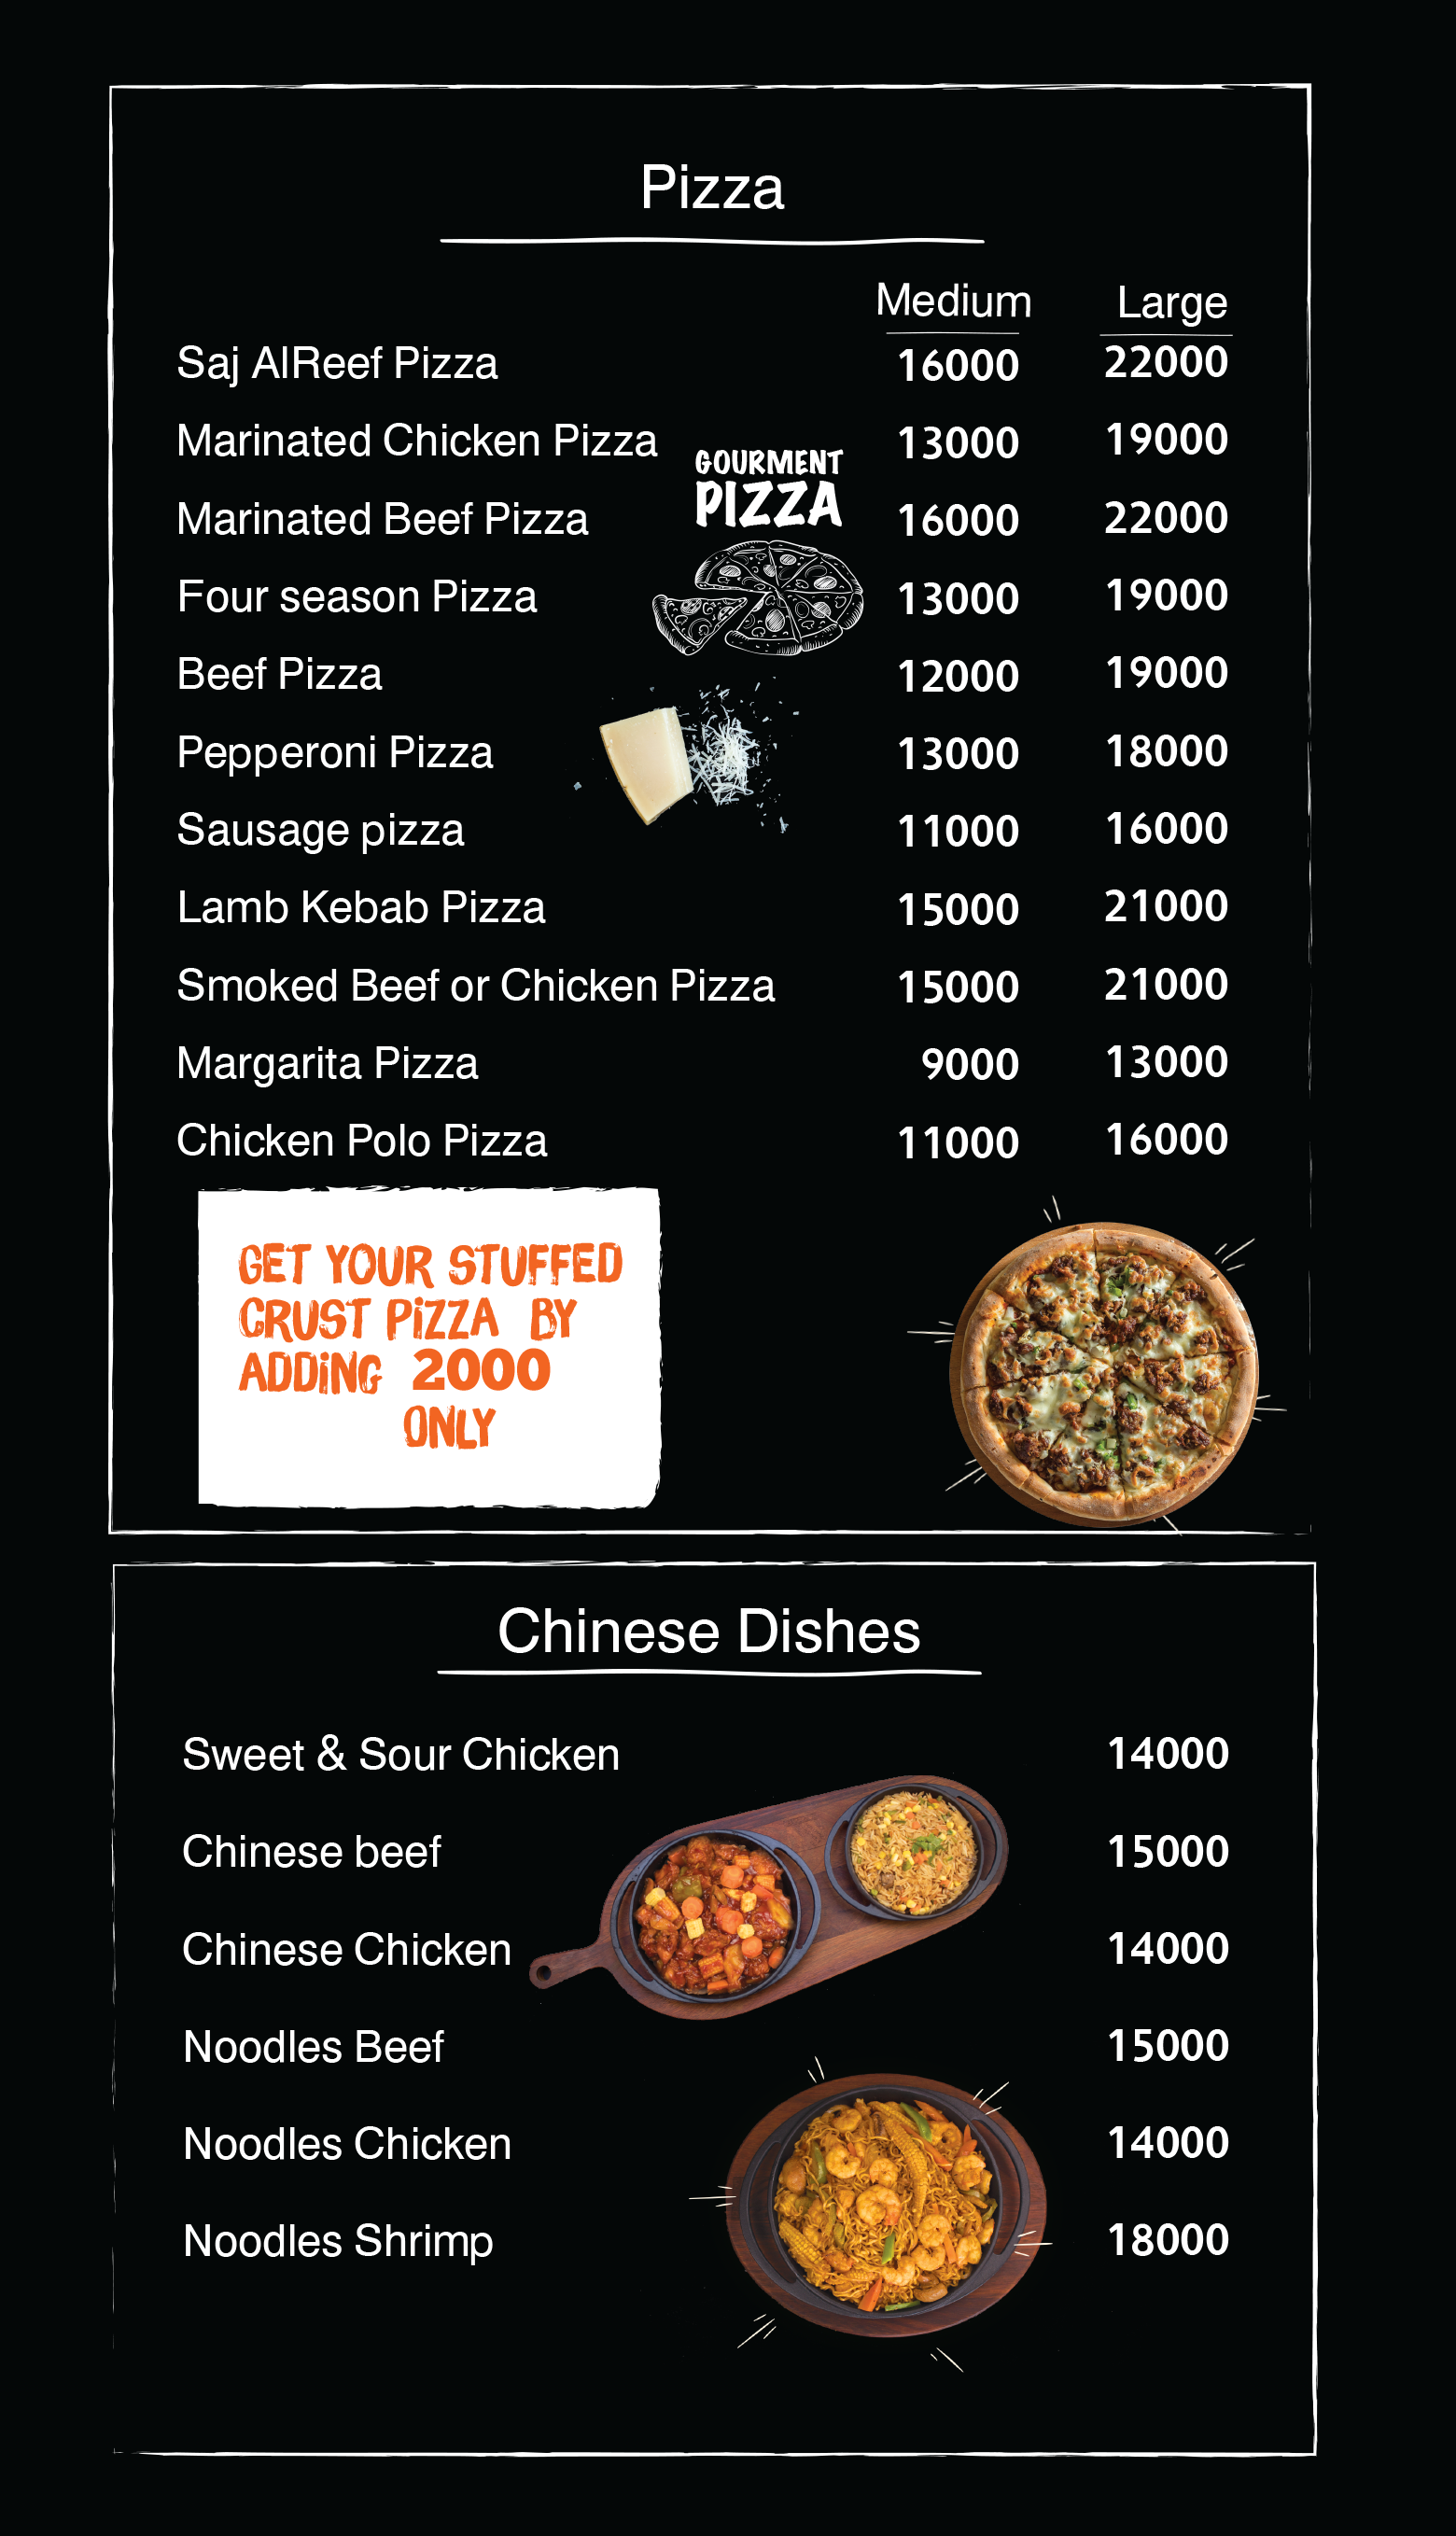 Pizza
Medium Large
Saj AlReef Pizza 16000 22000
Marinated Chicken Pizza 13000 19000
GOURMENT
PIZZA
Marinated Beef Pizza 16000 22000
Four season Pizza 13000 19000
Beef Pizza 12000 19000
Pepperoni Pizza 13000 18000
Sausage pizza 11000 16000
Lamb Kebab Pizza 15000 21000
Smoked Beef or Chicken Pizza 15000 21000
Margarita Pizza 9000 13000
Chicken Polo Pizza 11000 16000
GET YOUR STUFFED
CRUST PiZZA BY
ADDiNG 2000
ONLY
Chinese Dishes
Sweet & Sour Chicken 14000
Chinese beef 15000
Chinese Chicken 14000
Noodles Beef 15000
Noodles Chicken 14000
Noodles Shrimp 18000